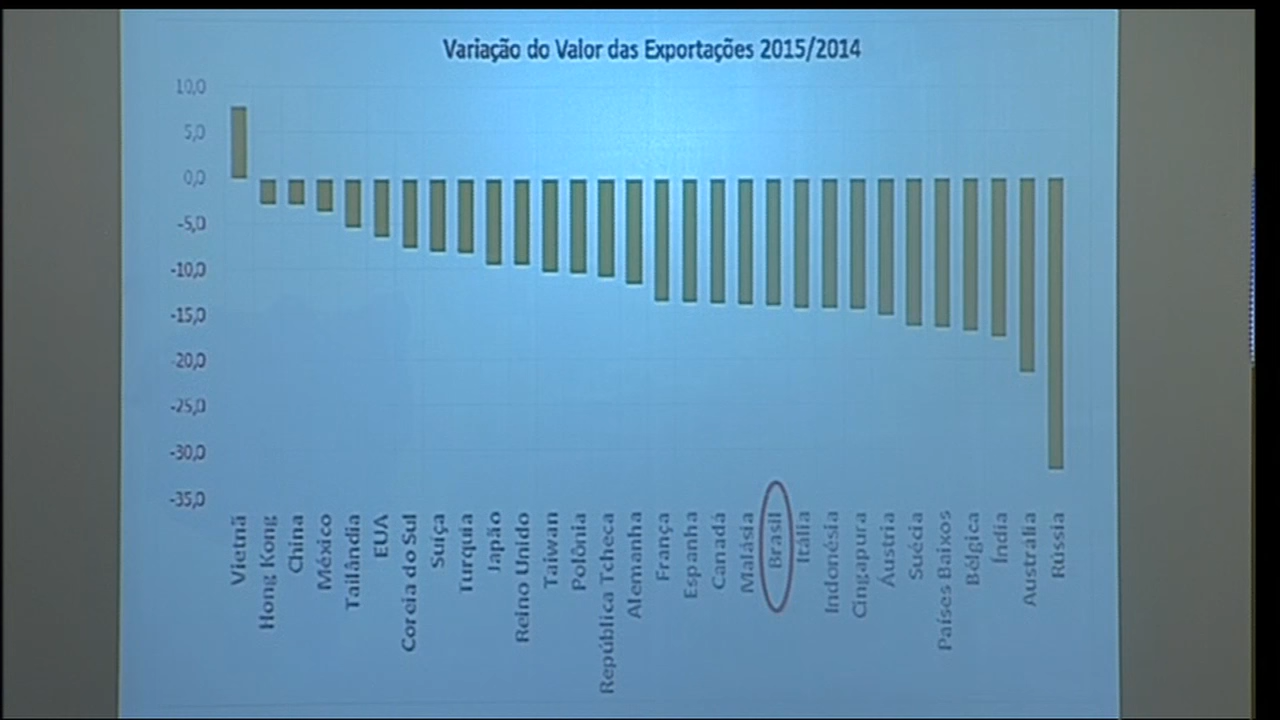 Variação do Valor das Exportações 2015/2014
10,0
5,0
0,0
-5,0
-10,0
-15,0
-20,0
-25,0
-30,0
-35,0
Vietnã
Hong Kong
China
México
Tailândia
EUA
Coreia do Sul
Suíça
Turquia
Japão
Reino Unido
Taiwan
Polônia
República Tcheca
Alemanha
França
Espanha
Canadá
Malásia
Brasil
Itália
Indonésia
Cingapura
Áustria
Suécia
Países Baixos
Bélgica
Índia
Australia
Rússia